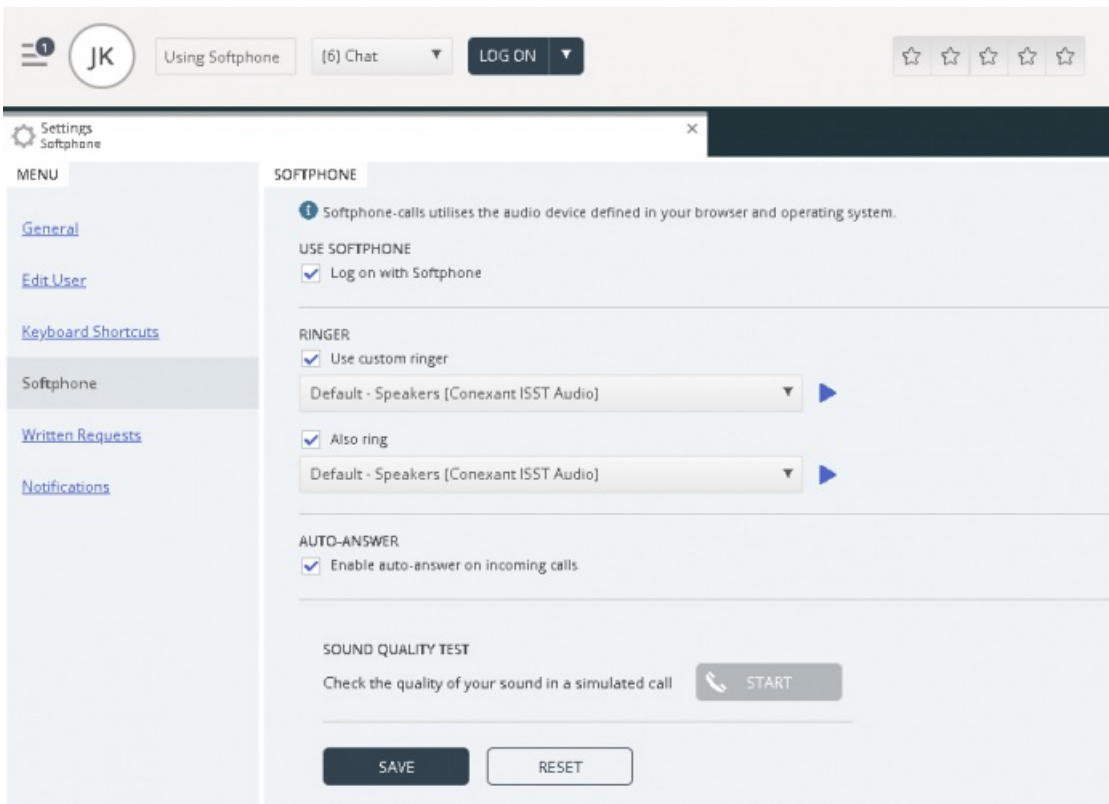 1
JK
Using Softphone
[6] Chat
LOG ON
Settings
Softphone
MENU
General
Edit User
Keyboard Shortcuts
Softphone
Written Requests
Notifications
SOFTPHONE
Softphone-calls utilises the audio device defined in your browser and operating system.
USE SOFTPHONE
Log on with Softphone
RINGER
Use custom ringer
Default - Speakers [Conexant ISST Audio]
Also ring
Default - Speakers [Conexant ISST Audio]
AUTO-ANSWER
Enable auto-answer on incoming calls
SOUND QUALITY TEST
Check the quality of your sound in a simulated call
START
SAVE
RESET